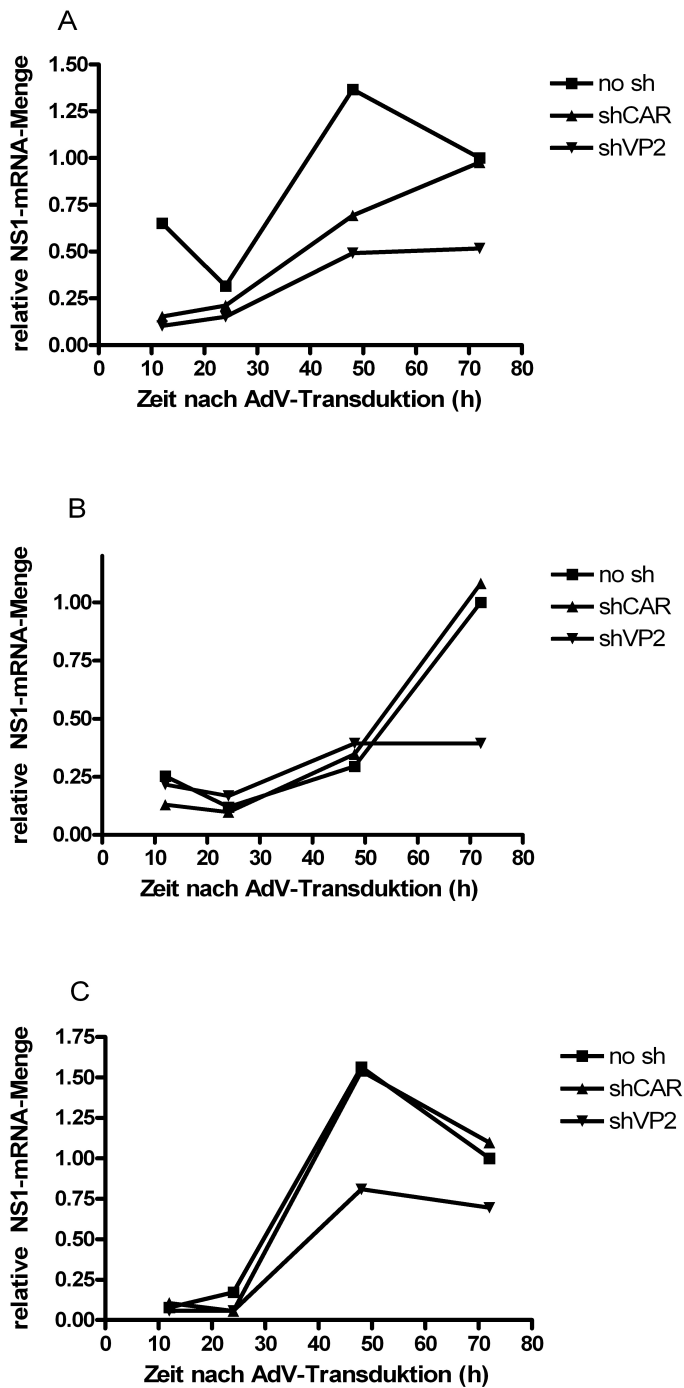 A
1.50
1.25
1.00
0.75
0.50
0.25
0.00
relative NS1-mRNA-Menge
0 10 20 30 40 50 60 70 80
Zeit nach AdV-Transduktion (h)
no sh
shCAR
shVP2
B
1.00
0.75
0.50
0.25
0.00
relative NS1-mRNA-Menge
0 10 20 30 40 50 60 70 80
Zeit nach AdV-Transduktion (h)
no sh
shCAR
shVP2
C
1.75
1.50
1.25
1.00
0.75
0.50
0.25
0.00
relative NS1-mRNA-Menge
0 10 20 30 40 50 60 70 80
Zeit nach AdV-Transduktion (h)
no sh
shCAR
shVP2